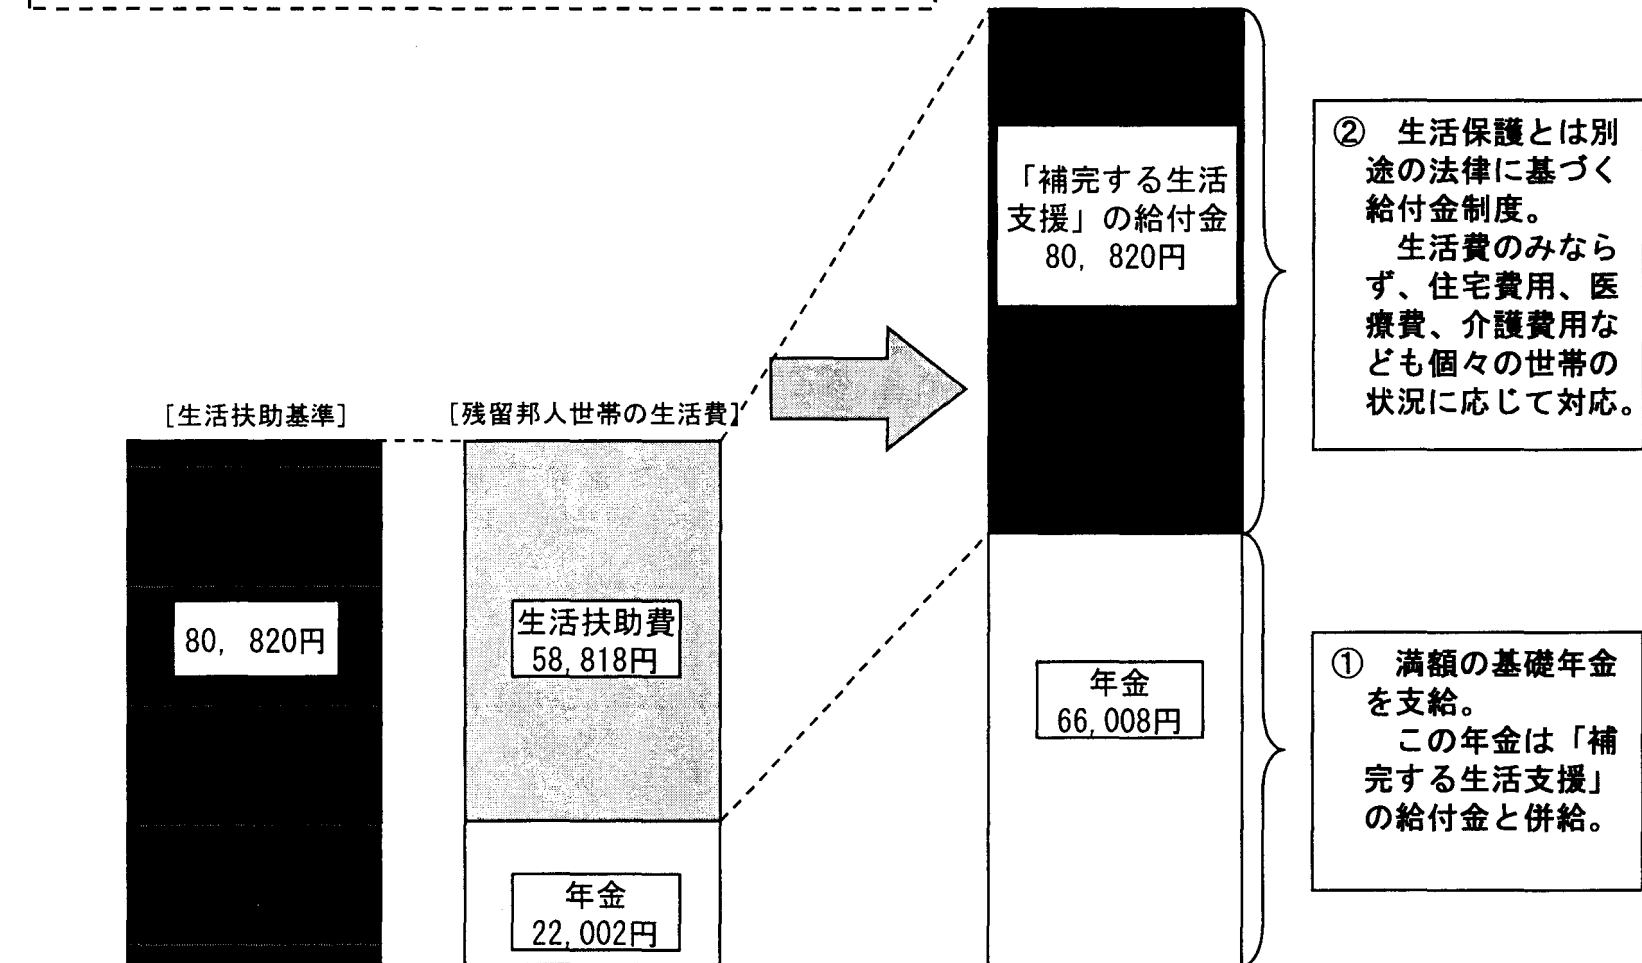 「補完する生活
支援」の給付金
80, 820円
② 生活保護とは別
途の法律に基づく
給付金制度。
生活費のみなら
ず、住宅費用、医
療費、介護費用な
ども個々の世帯の
状況に応じて対応。
[生活扶助基準]
[残留邦人世帯の生活費]
80, 820円
生活扶助費
58,818円
年金
22,002円
年金
66,008円
① 満額の基礎年金
を支給。
この年金は「補
完する生活支援」
の給付金と併給。